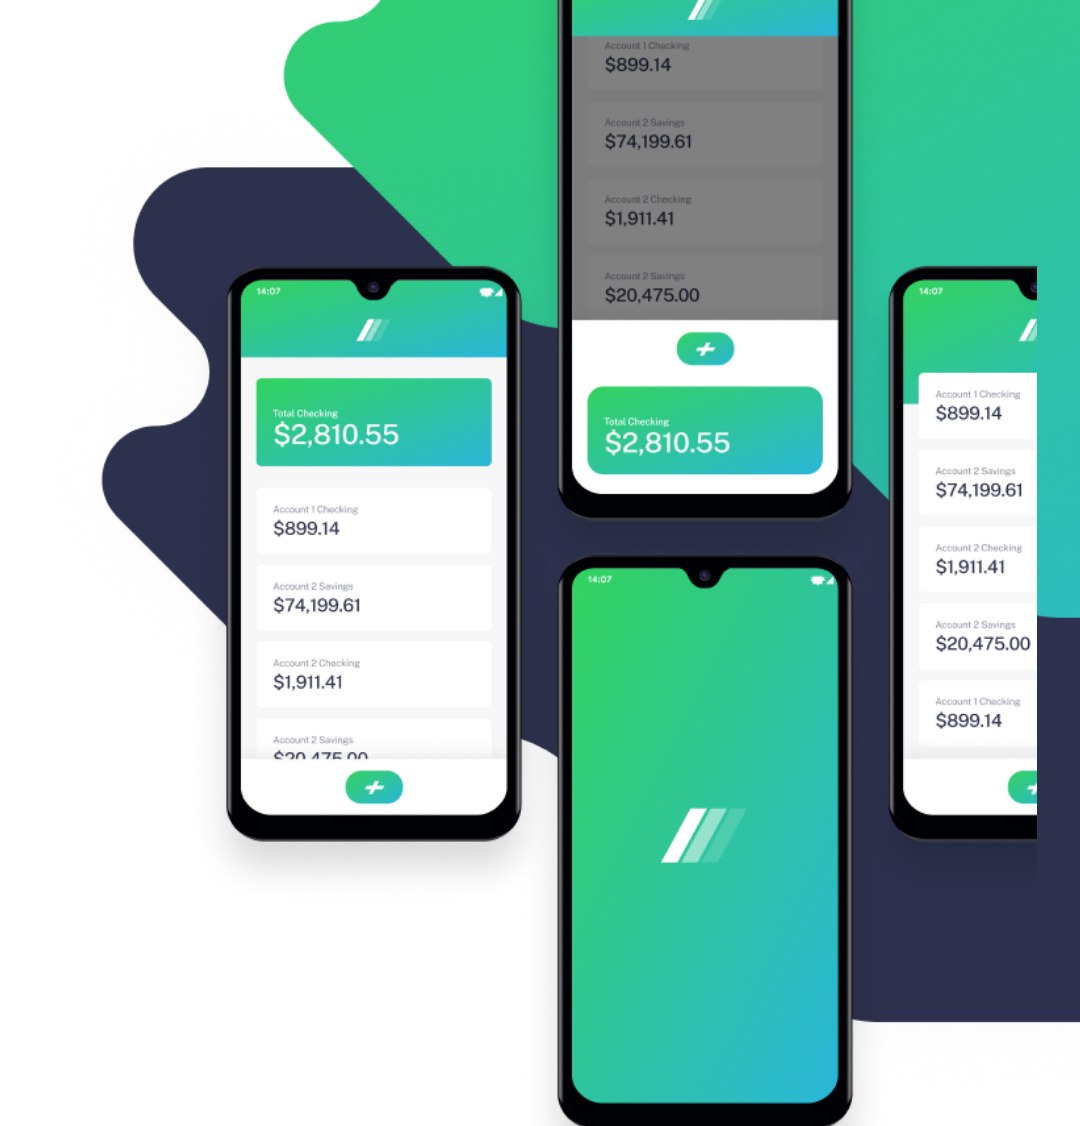 14:07
Total Checking
$2,810.55
Account 1 Checking
$899.14
Account 2 Savings
$74,199.61
Account 2 Checking
$1,911.41
Account 2 Savings
$20,475.00
Account 1 Checking
$899.14
Account 2 Savings
$74,199.61
Account 2 Checking
$1,911.41
Account 2 Savings
$20,475.00
Total Checking
$2,810.55
14:07
14:07
Account 1 Checking
$899.14
Account 2 Savings
$74,199.61
Account 2 Checking
$1,911.41
Account 2 Savings
$20,475.00
Account 1 Checking
$899.14